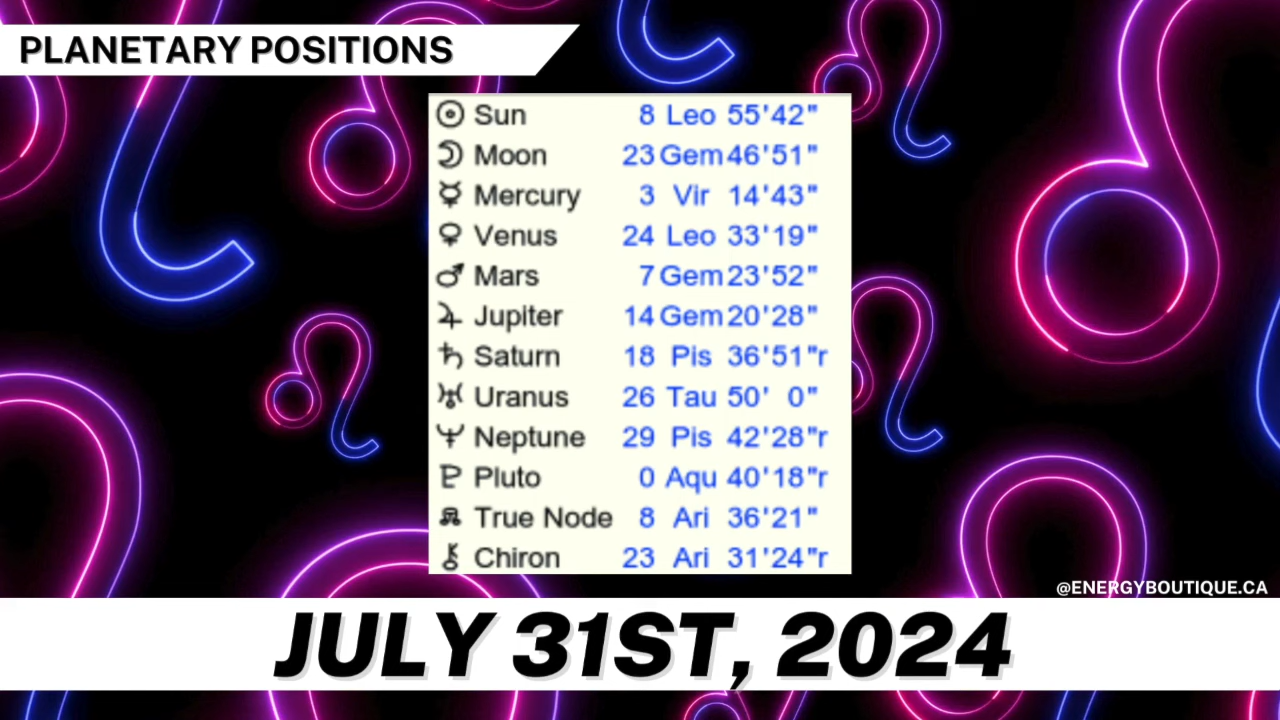 PLANETARY POSITIONS
Sun 8 Leo 55'42"
Moon 23 Gem 46'51"
Mercury 3 Vir 14'43"
Venus 24 Leo 33'19"
Mars 7 Gem 23'52"
Jupiter 14 Gem 20'28"
Saturn 18 Pis 36'51"r
Uranus 26 Tau 50' 0"
Neptune 29 Pis 42'28"r
Pluto 0 Aqu 40'18"r
True Node 8 Ari 36'21"
Chiron 23 Ari 31'24"r
@ENERGYBOUTIQUE.CA
JULY 31ST, 2024